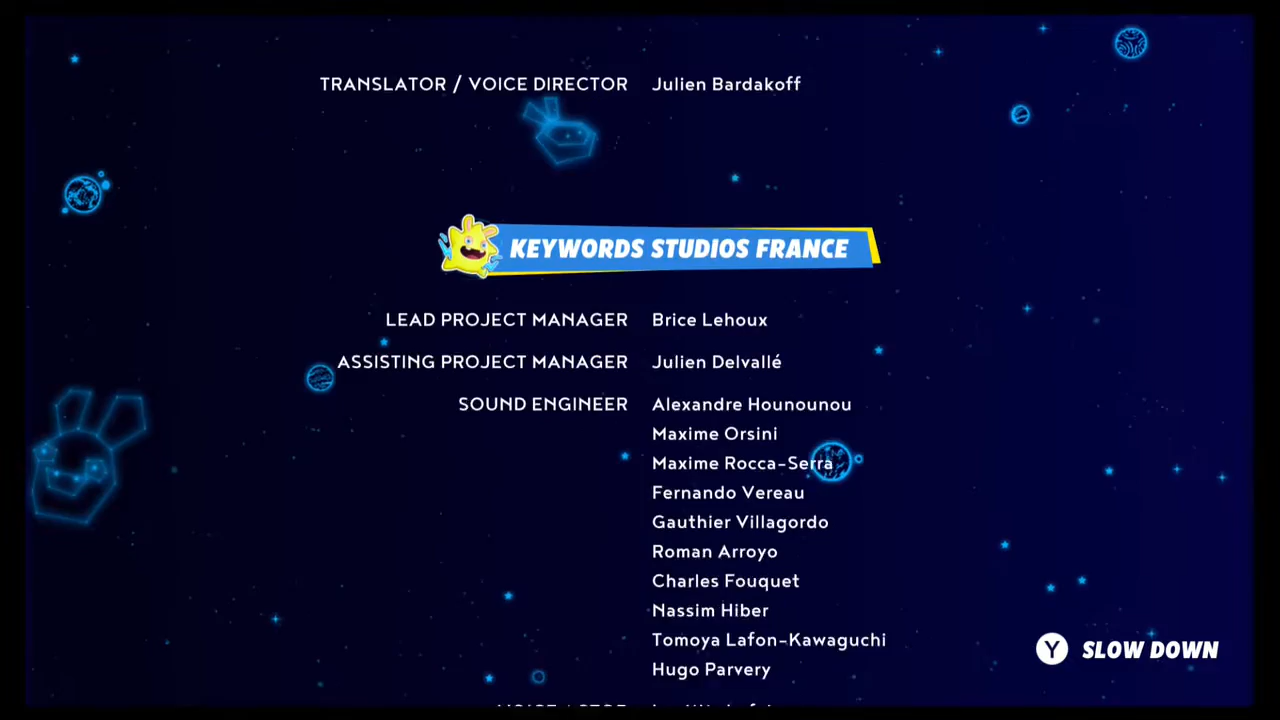 TRANSLATOR / VOICE DIRECTOR Julien Bardakoff
KEYWORDS STUDIOS FRANCE
LEAD PROJECT MANAGER Brice Lehoux
ASSISTING PROJECT MANAGER Julien Delvallé
SOUND ENGINEER Alexandre Hounounou
Maxime Orsini
Maxime Rocca-Serra
Fernando Vereau
Gauthier Villagordo
Roman Arroyo
Charles Fouquet
Nassim Hiber
Tomoya Lafon-Kawaguchi
Y SLOW DOWN
Hugo Parvery